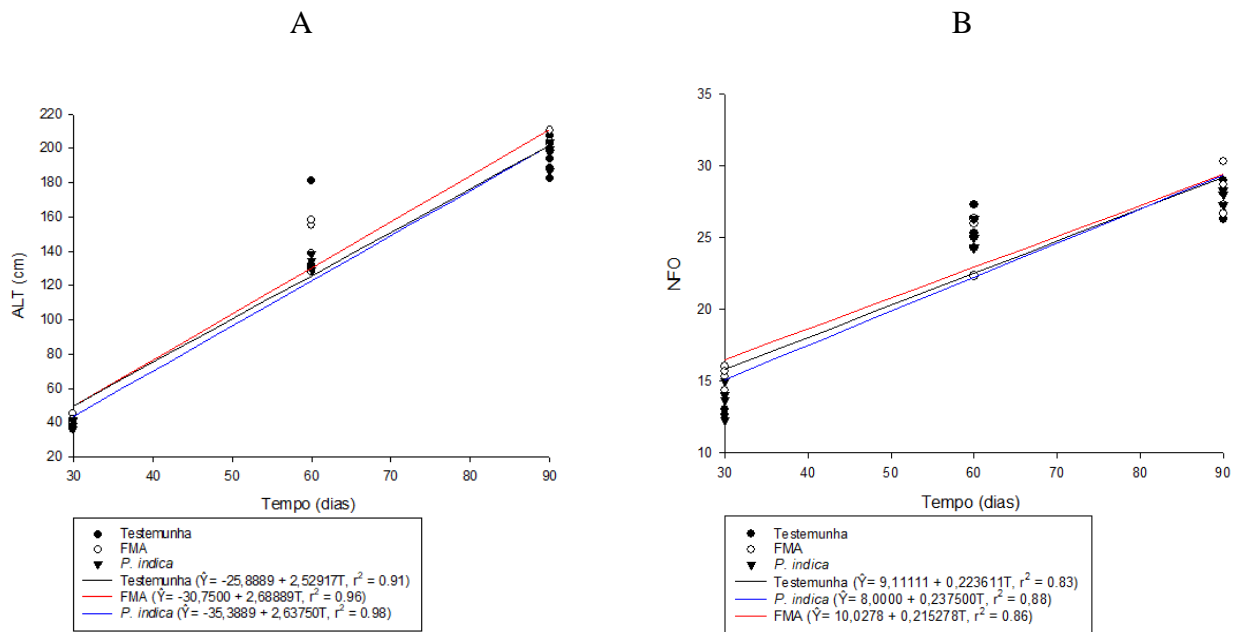 A
B
220
200
180
160
140
120
100
80
60
40
20
ALT (cm)
30 40 50 60 70 80 90
Tempo (dias)
Testemunha
FMA
P. indica
Testemunha (Ŷ= -25,8889 + 2,52917T, r² = 0.91)
FMA (Ŷ= -30,7500 + 2,68889T, r² = 0.96)
P. indica (Ŷ= -35,3889 + 2,63750T, r² = 0.98)
35
30
25
20
15
10
NFO
30 40 50 60 70 80 90
Tempo (dias)
Testemunha
FMA
P. indica
Testemunha (Ŷ = 9,11111 + 0,223611T, r² = 0.83)
P. indica (Ŷ = 8,0000 + 0,237500T, r² = 0,88)
FMA (Ŷ = 10,0278 + 0,215278T, r² = 0.86)